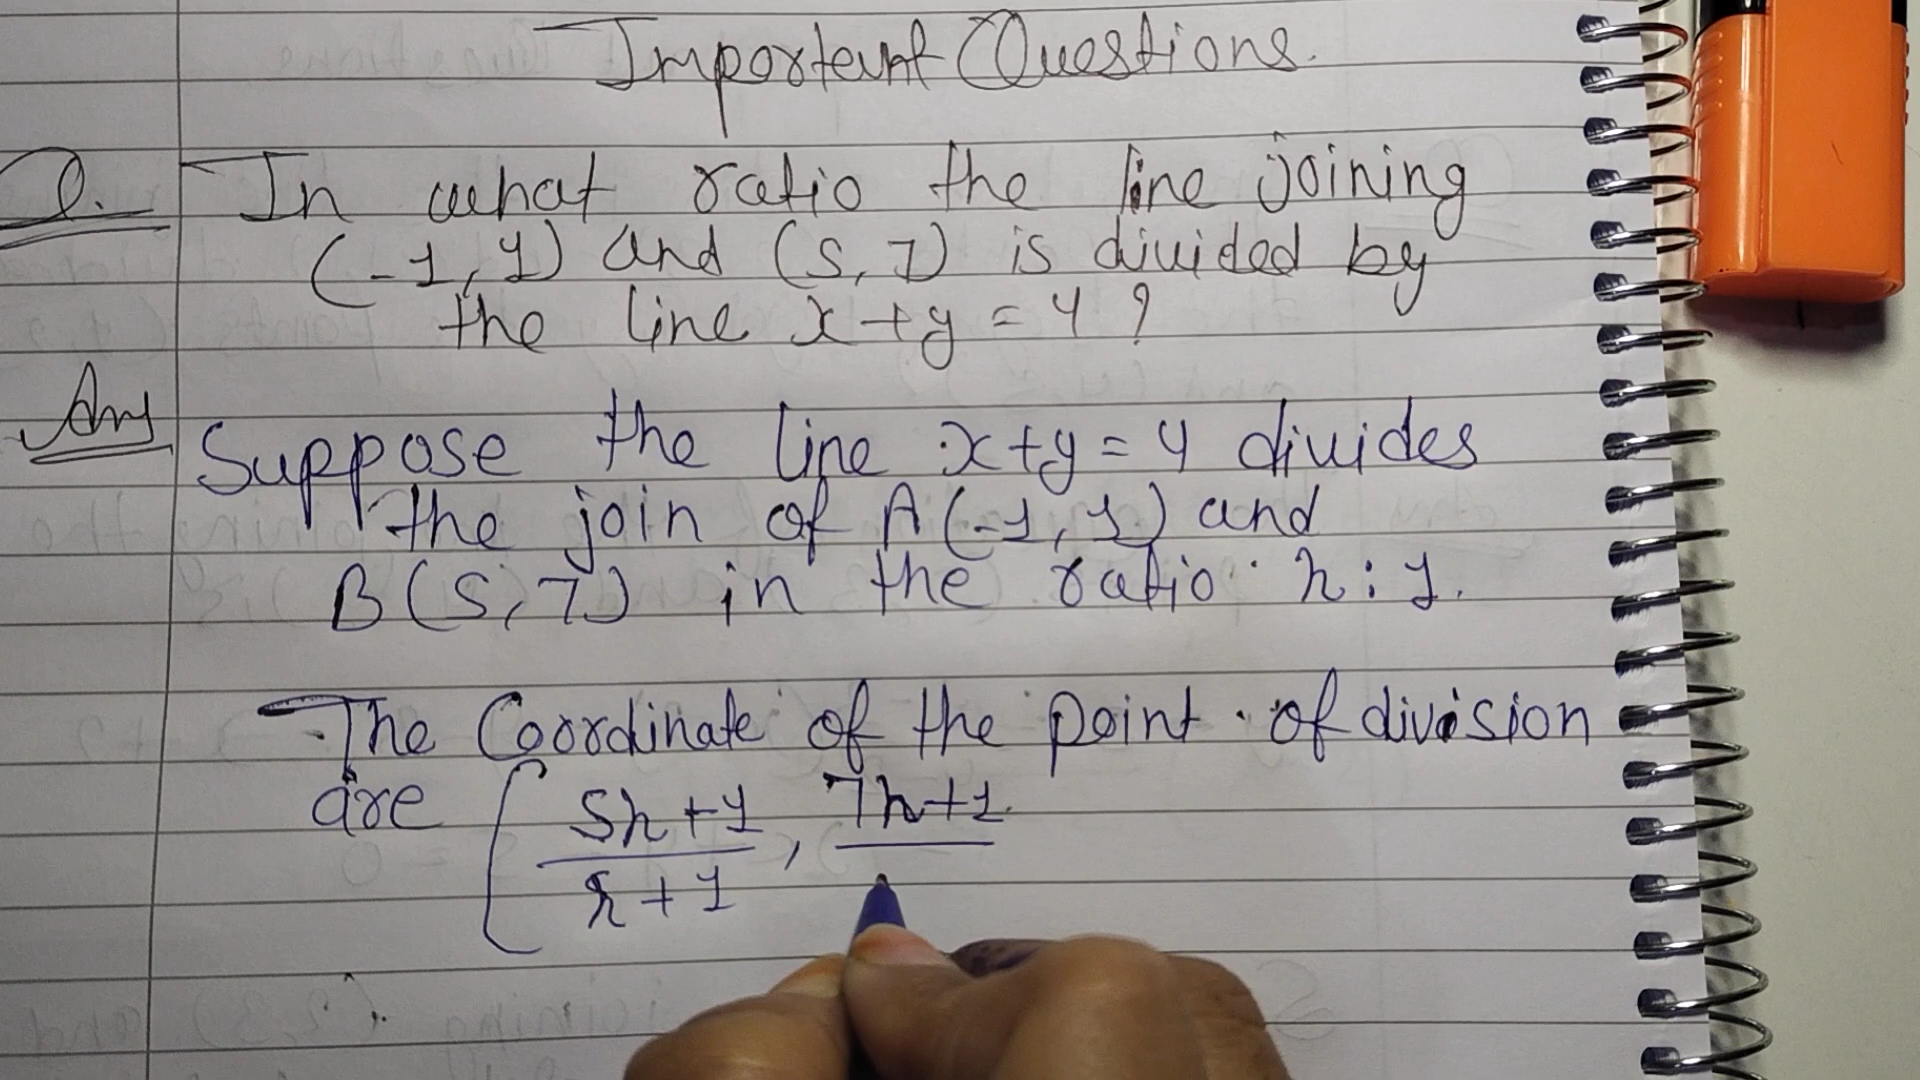 Important Questions.
Q. In what ratio the line joining
(-1, 1) and (5, 7) is divided by
the line x+y = 4 ?
Ans Suppose the line x+y = 4 divides
the join of A(-1, 1) and
B(5, 7) in the ratio k : 1.
The Coordinate of the point of division
are ( 5k+1 / k+1 , 7k+1 /